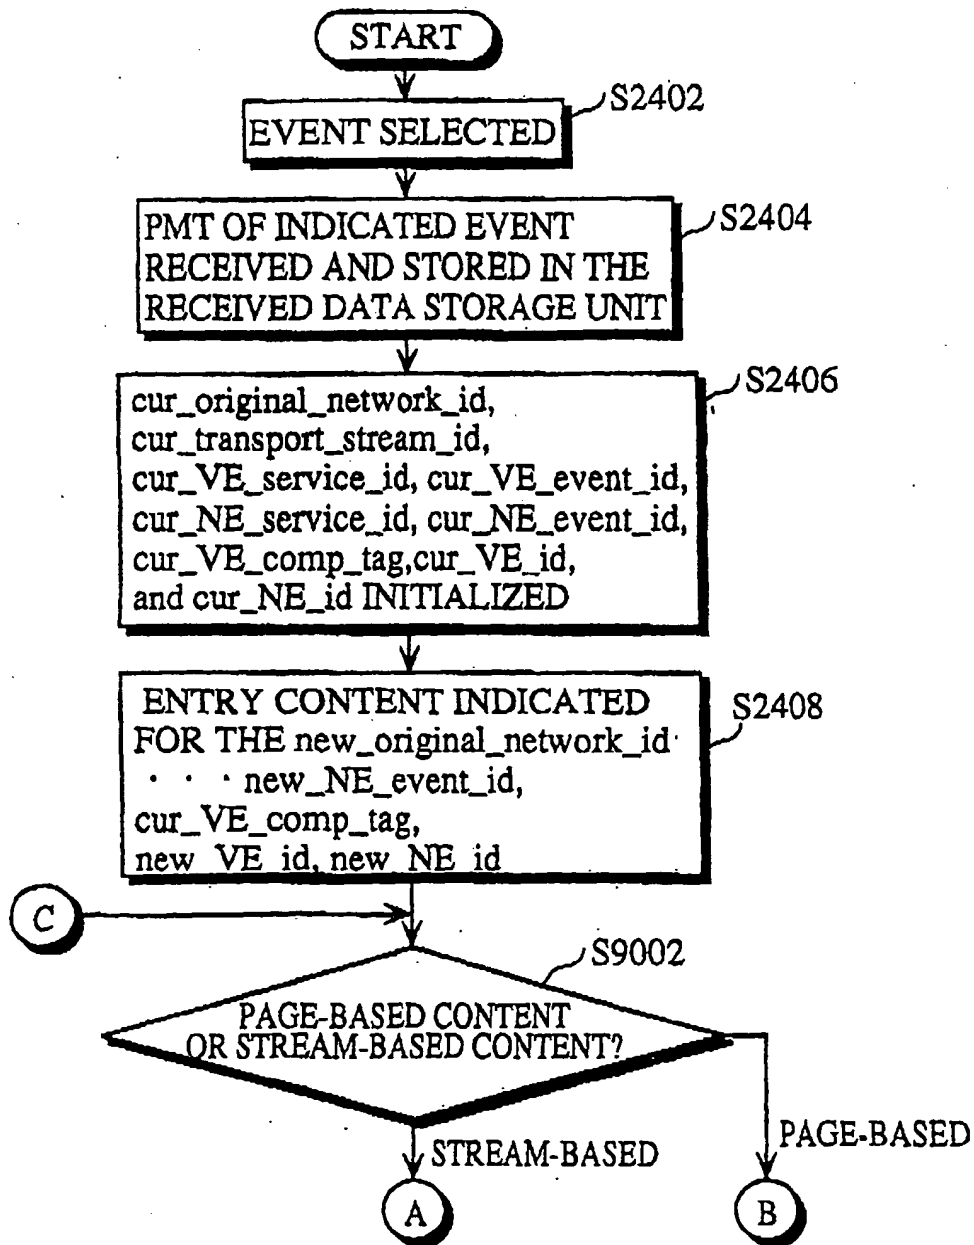 START
S2402
EVENT SELECTED
S2404
PMT OF INDICATED EVENT
RECEIVED AND STORED IN THE
RECEIVED DATA STORAGE UNIT
S2406
cur_original_network_id,
cur_transport_stream_id,
cur_VE_service_id, cur_VE_event_id,
cur_NE_service_id, cur_NE_event_id,
cur_VE_comp_tag,cur_VE_id,
and cur_NE_id INITIALIZED
S2408
ENTRY CONTENT INDICATED
FOR THE new_original_network_id
· · · new_NE_event_id,
cur_VE_comp_tag,
new_VE_id, new_NE_id
C
S9002
PAGE-BASED CONTENT
OR STREAM-BASED CONTENT?
STREAM-BASED
PAGE-BASED
A
B